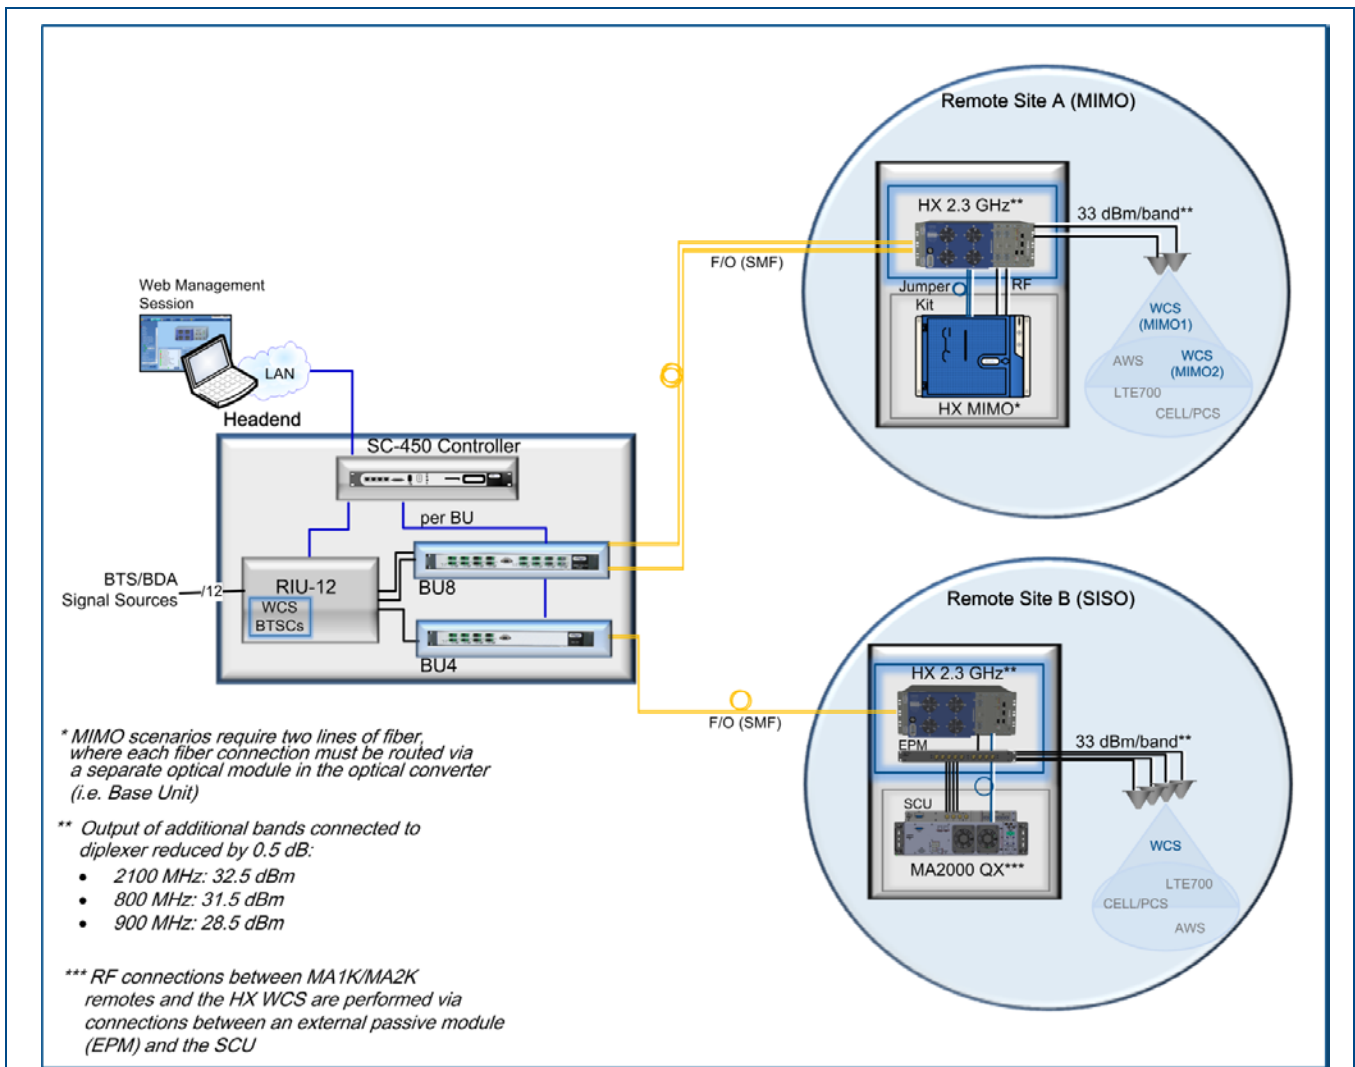 Remote Site A (MIMO)
HX 2.3 GHz**
33 dBm/band**
F/O (SMF)
Jumper
Kit
RF
HX MIMO*
WCS
(MIMO1)
AWS
WCS
(MIMO2)
LTE700
CELL/PCS
Web Management
Session
LAN
Headend
SC-450 Controller
per BU
BTS/BDA
Signal Sources
/12
RIU-12
WCS
BTSCs
BU8
BU4
F/O (SMF)
Remote Site B (SISO)
HX 2.3 GHz**
EPM
33 dBm/band**
SCU
MA2000 QX***
WCS
LTE700
CELL/PCS
AWS
* MIMO scenarios require two lines of fiber,
where each fiber connection must be routed via
a separate optical module in the optical converter
(i.e. Base Unit)
** Output of additional bands connected to
diplexer reduced by 0.5 dB:
• 2100 MHz: 32.5 dBm
• 800 MHz: 31.5 dBm
• 900 MHz: 28.5 dBm
*** RF connections between MA1K/MA2K
remotes and the HX WCS are performed via
connections between an external passive module
(EPM) and the SCU